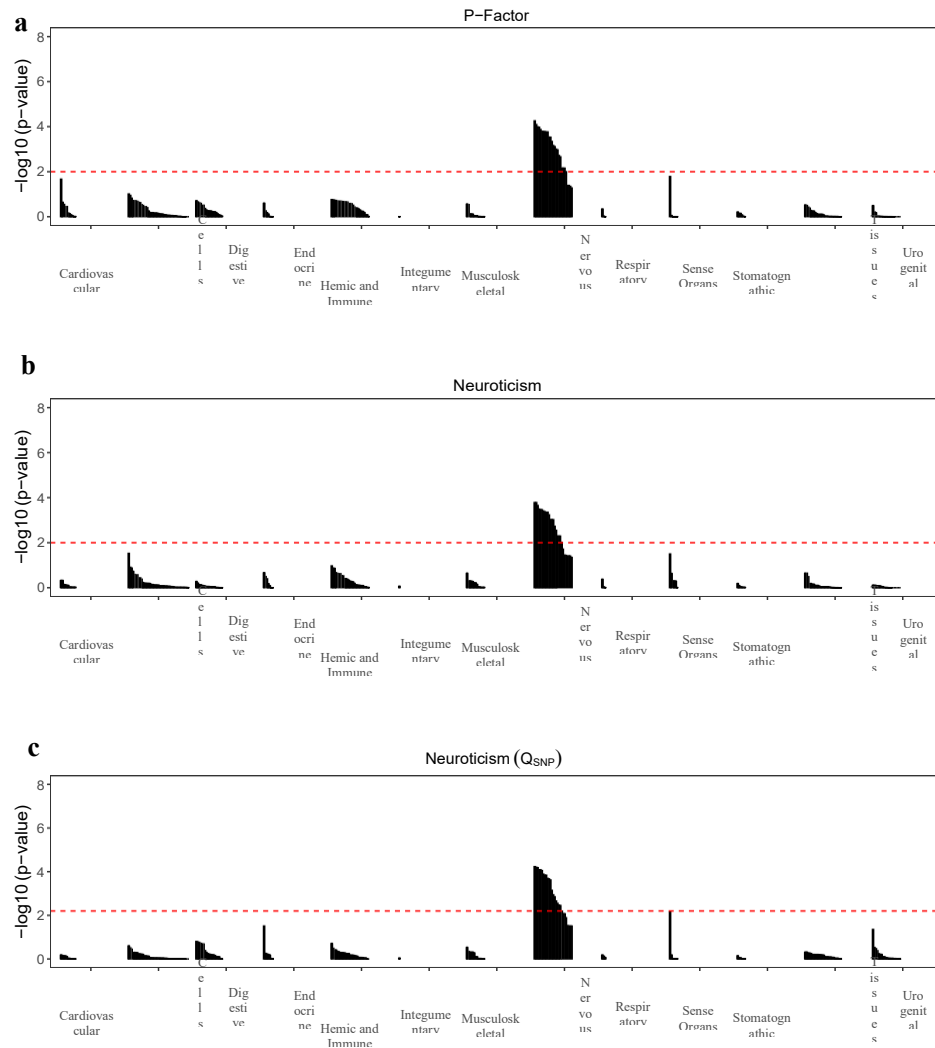 a
P−Factor
−log10 (p−value)
8
6
4
2
0
Cardiovas
cular
C
e
l
l
s
Dig
esti
ve
End
ocri
ne
Hemic and
Immune
Integume
ntary
Musculosk
eletal
N
er
vo
us
Respir
atory
Sense
Organs
Stomatogn
athic
T
is
s
u
e
s
Uro
genit
al
b
Neuroticism
−log10 (p−value)
8
6
4
2
0
Cardiovas
cular
C
e
l
l
s
Dig
esti
ve
End
ocri
ne
Hemic and
Immune
Integume
ntary
Musculosk
eletal
N
er
vo
us
Respir
atory
Sense
Organs
Stomatogn
athic
T
is
s
u
e
s
Uro
genit
al
c
Neuroticism (QSNP)
−log10 (p−value)
8
6
4
2
0
Cardiovas
cular
C
e
l
l
s
Dig
esti
ve
End
ocri
ne
Hemic and
Immune
Integume
ntary
Musculosk
eletal
N
er
vo
us
Respir
atory
Sense
Organs
Stomatogn
athic
T
is
s
u
e
s
Uro
genit
al